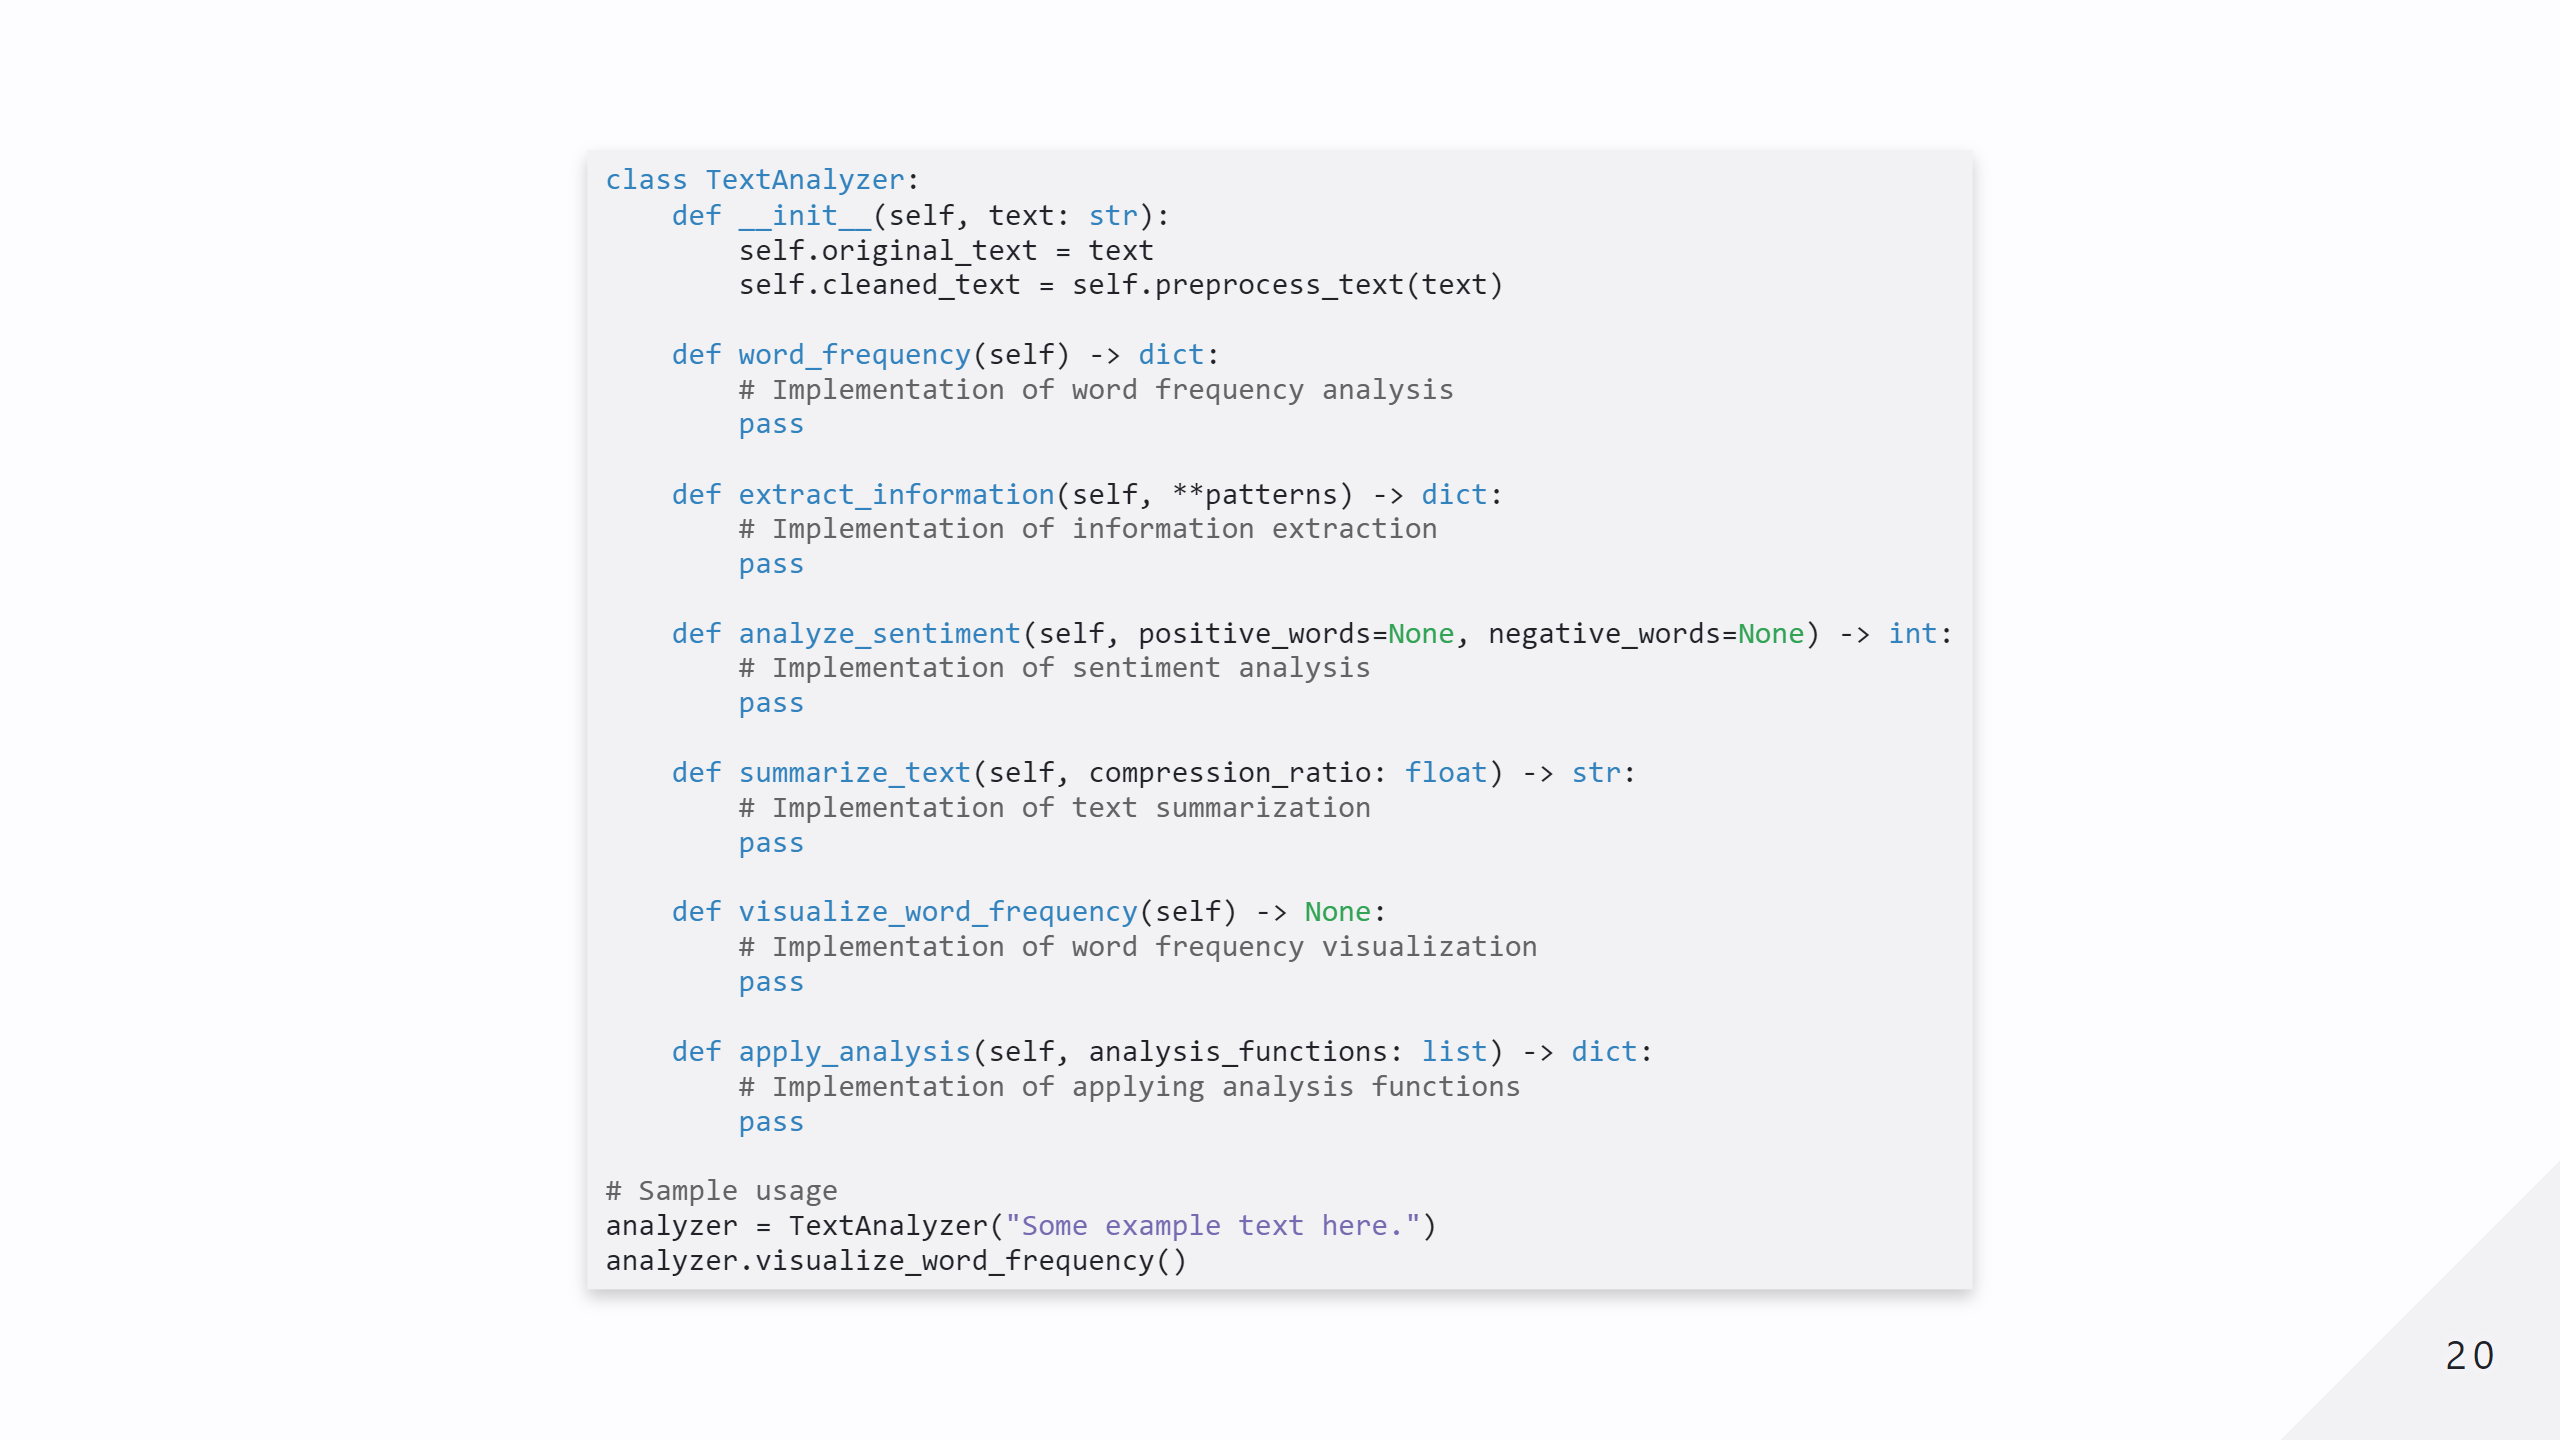 class TextAnalyzer:
    def __init__(self, text: str):
        self.original_text = text
        self.cleaned_text = self.preprocess_text(text)

    def word_frequency(self) -> dict:
        # Implementation of word frequency analysis
        pass

    def extract_information(self, **patterns) -> dict:
        # Implementation of information extraction
        pass

    def analyze_sentiment(self, positive_words=None, negative_words=None) -> int:
        # Implementation of sentiment analysis
        pass

    def summarize_text(self, compression_ratio: float) -> str:
        # Implementation of text summarization
        pass

    def visualize_word_frequency(self) -> None:
        # Implementation of word frequency visualization
        pass

    def apply_analysis(self, analysis_functions: list) -> dict:
        # Implementation of applying analysis functions
        pass

# Sample usage
analyzer = TextAnalyzer("Some example text here.")
analyzer.visualize_word_frequency()
20